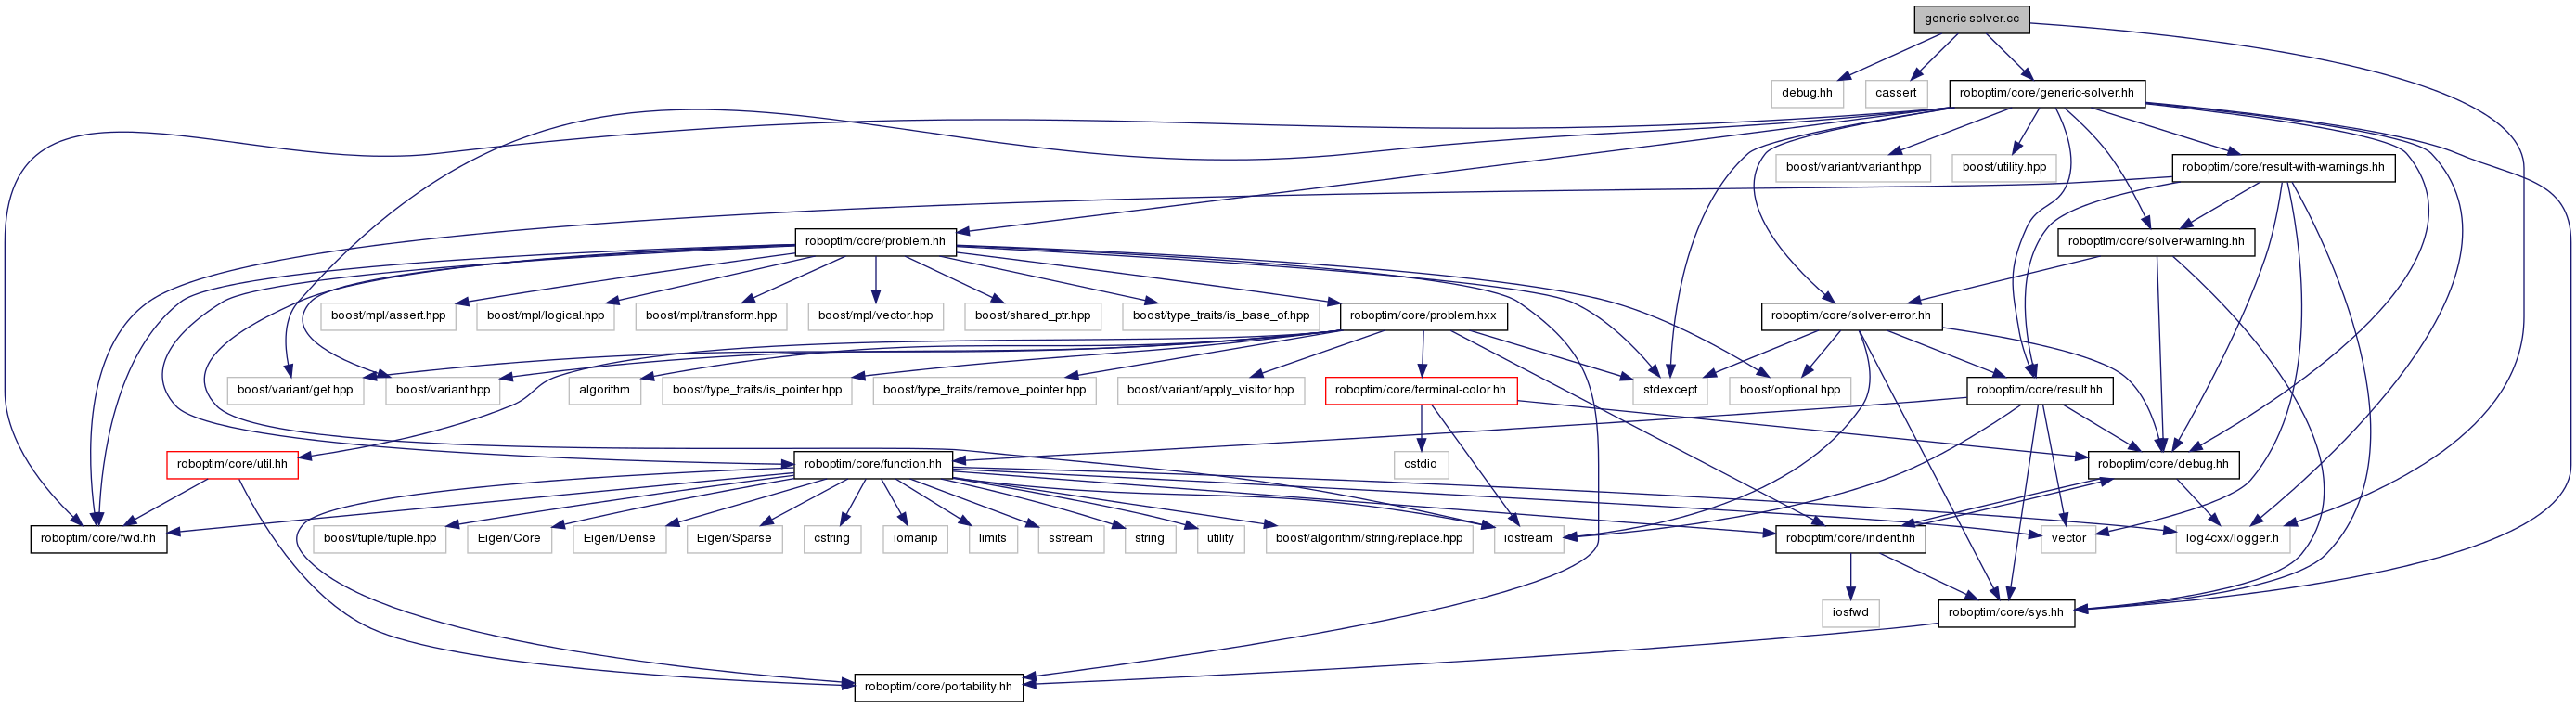 generic-solver.cc
debug.hh
cassert
roboptim/core/generic-solver.hh
boost/variant/variant.hpp
boost/utility.hpp
roboptim/core/result-with-warnings.hh
roboptim/core/problem.hh
roboptim/core/solver-warning.hh
boost/mpl/assert.hpp
boost/mpl/logical.hpp
boost/mpl/transform.hpp
boost/mpl/vector.hpp
boost/shared_ptr.hpp
boost/type_traits/is_base_of.hpp
roboptim/core/problem.hxx
roboptim/core/solver-error.hh
boost/variant/get.hpp
boost/variant.hpp
algorithm
boost/type_traits/is_pointer.hpp
boost/type_traits/remove_pointer.hpp
boost/variant/apply_visitor.hpp
roboptim/core/terminal-color.hh
stdexcept
boost/optional.hpp
roboptim/core/result.hh
roboptim/core/util.hh
roboptim/core/function.hh
cstdio
roboptim/core/debug.hh
roboptim/core/fwd.hh
boost/tuple/tuple.hpp
Eigen/Core
Eigen/Dense
Eigen/Sparse
cstring
iomanip
limits
sstream
string
utility
boost/algorithm/string/replace.hpp
iostream
roboptim/core/indent.hh
vector
log4cxx/logger.h
iosfwd
roboptim/core/sys.hh
roboptim/core/portability.hh